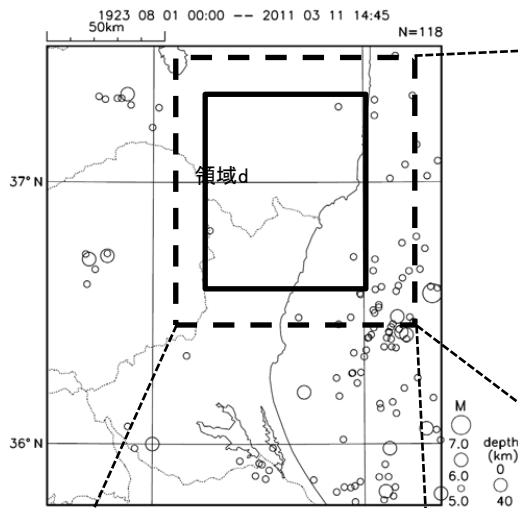 1923 08 01 00:00 -- 2011 03 11 14:45
50km
N=118
領域d
37° N
36° N
M
7.0
6.0
5.0
depth
(km)
0
40